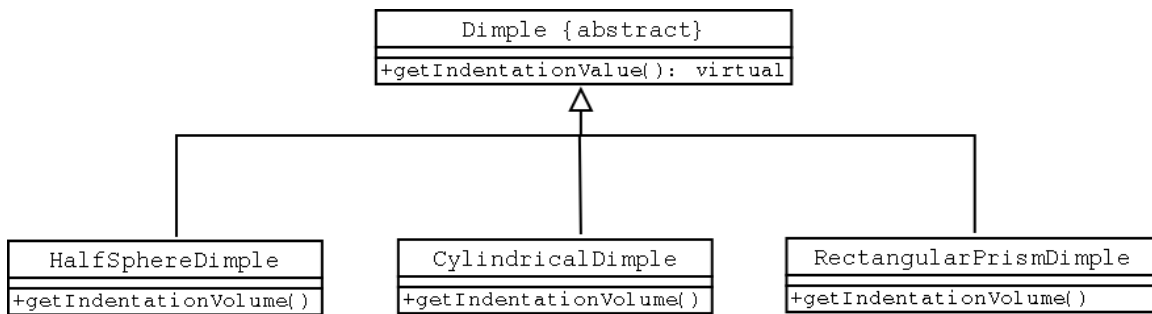 Dimple {abstract}
+getIndentationValue(): virtual
HalfSphereDimple
+getIndentationVolume()
CylindricalDimple
+getIndentationVolume()
RectangularPrismDimple
+getIndentationVolume()